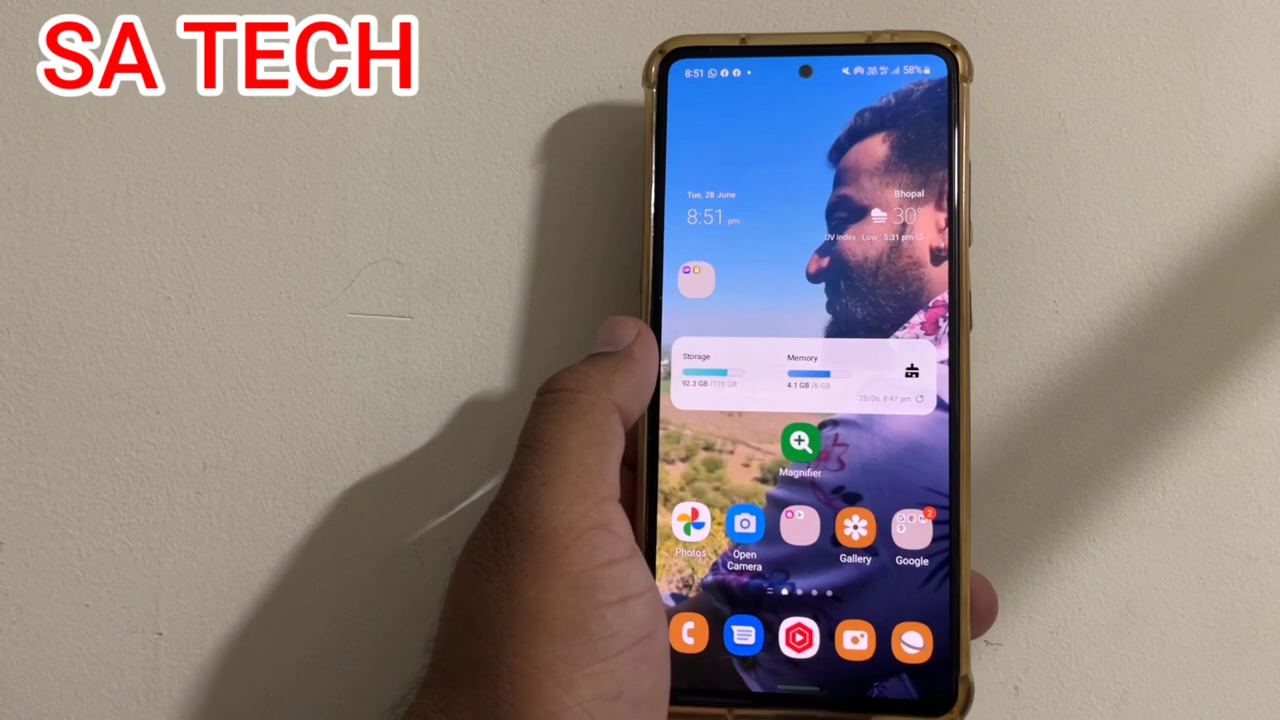 SA TECH
8:51
58%
Tue, 28 June
8:51 pm
Bhopal
30°
UV index : Low 5:31 pm
Storage
92.3 GB /128 GB
Memory
4.1 GB /6 GB
28/06, 8:47 pm
Magnifier
Photos
Open
Camera
Gallery
2
Google